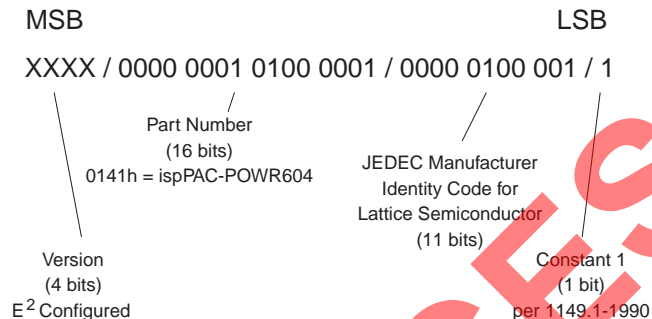 MSB LSB
XXXX / 0000 0001 0100 0001 / 0000 0100 001 / 1
Part Number
(16 bits)
0141h = ispPAC-POWR604
JEDEC Manufacturer
Identity Code for
Lattice Semiconductor
(11 bits)
Version
(4 bits)
E2 Configured
Constant 1
(1 bit)
per 1149.1-1990